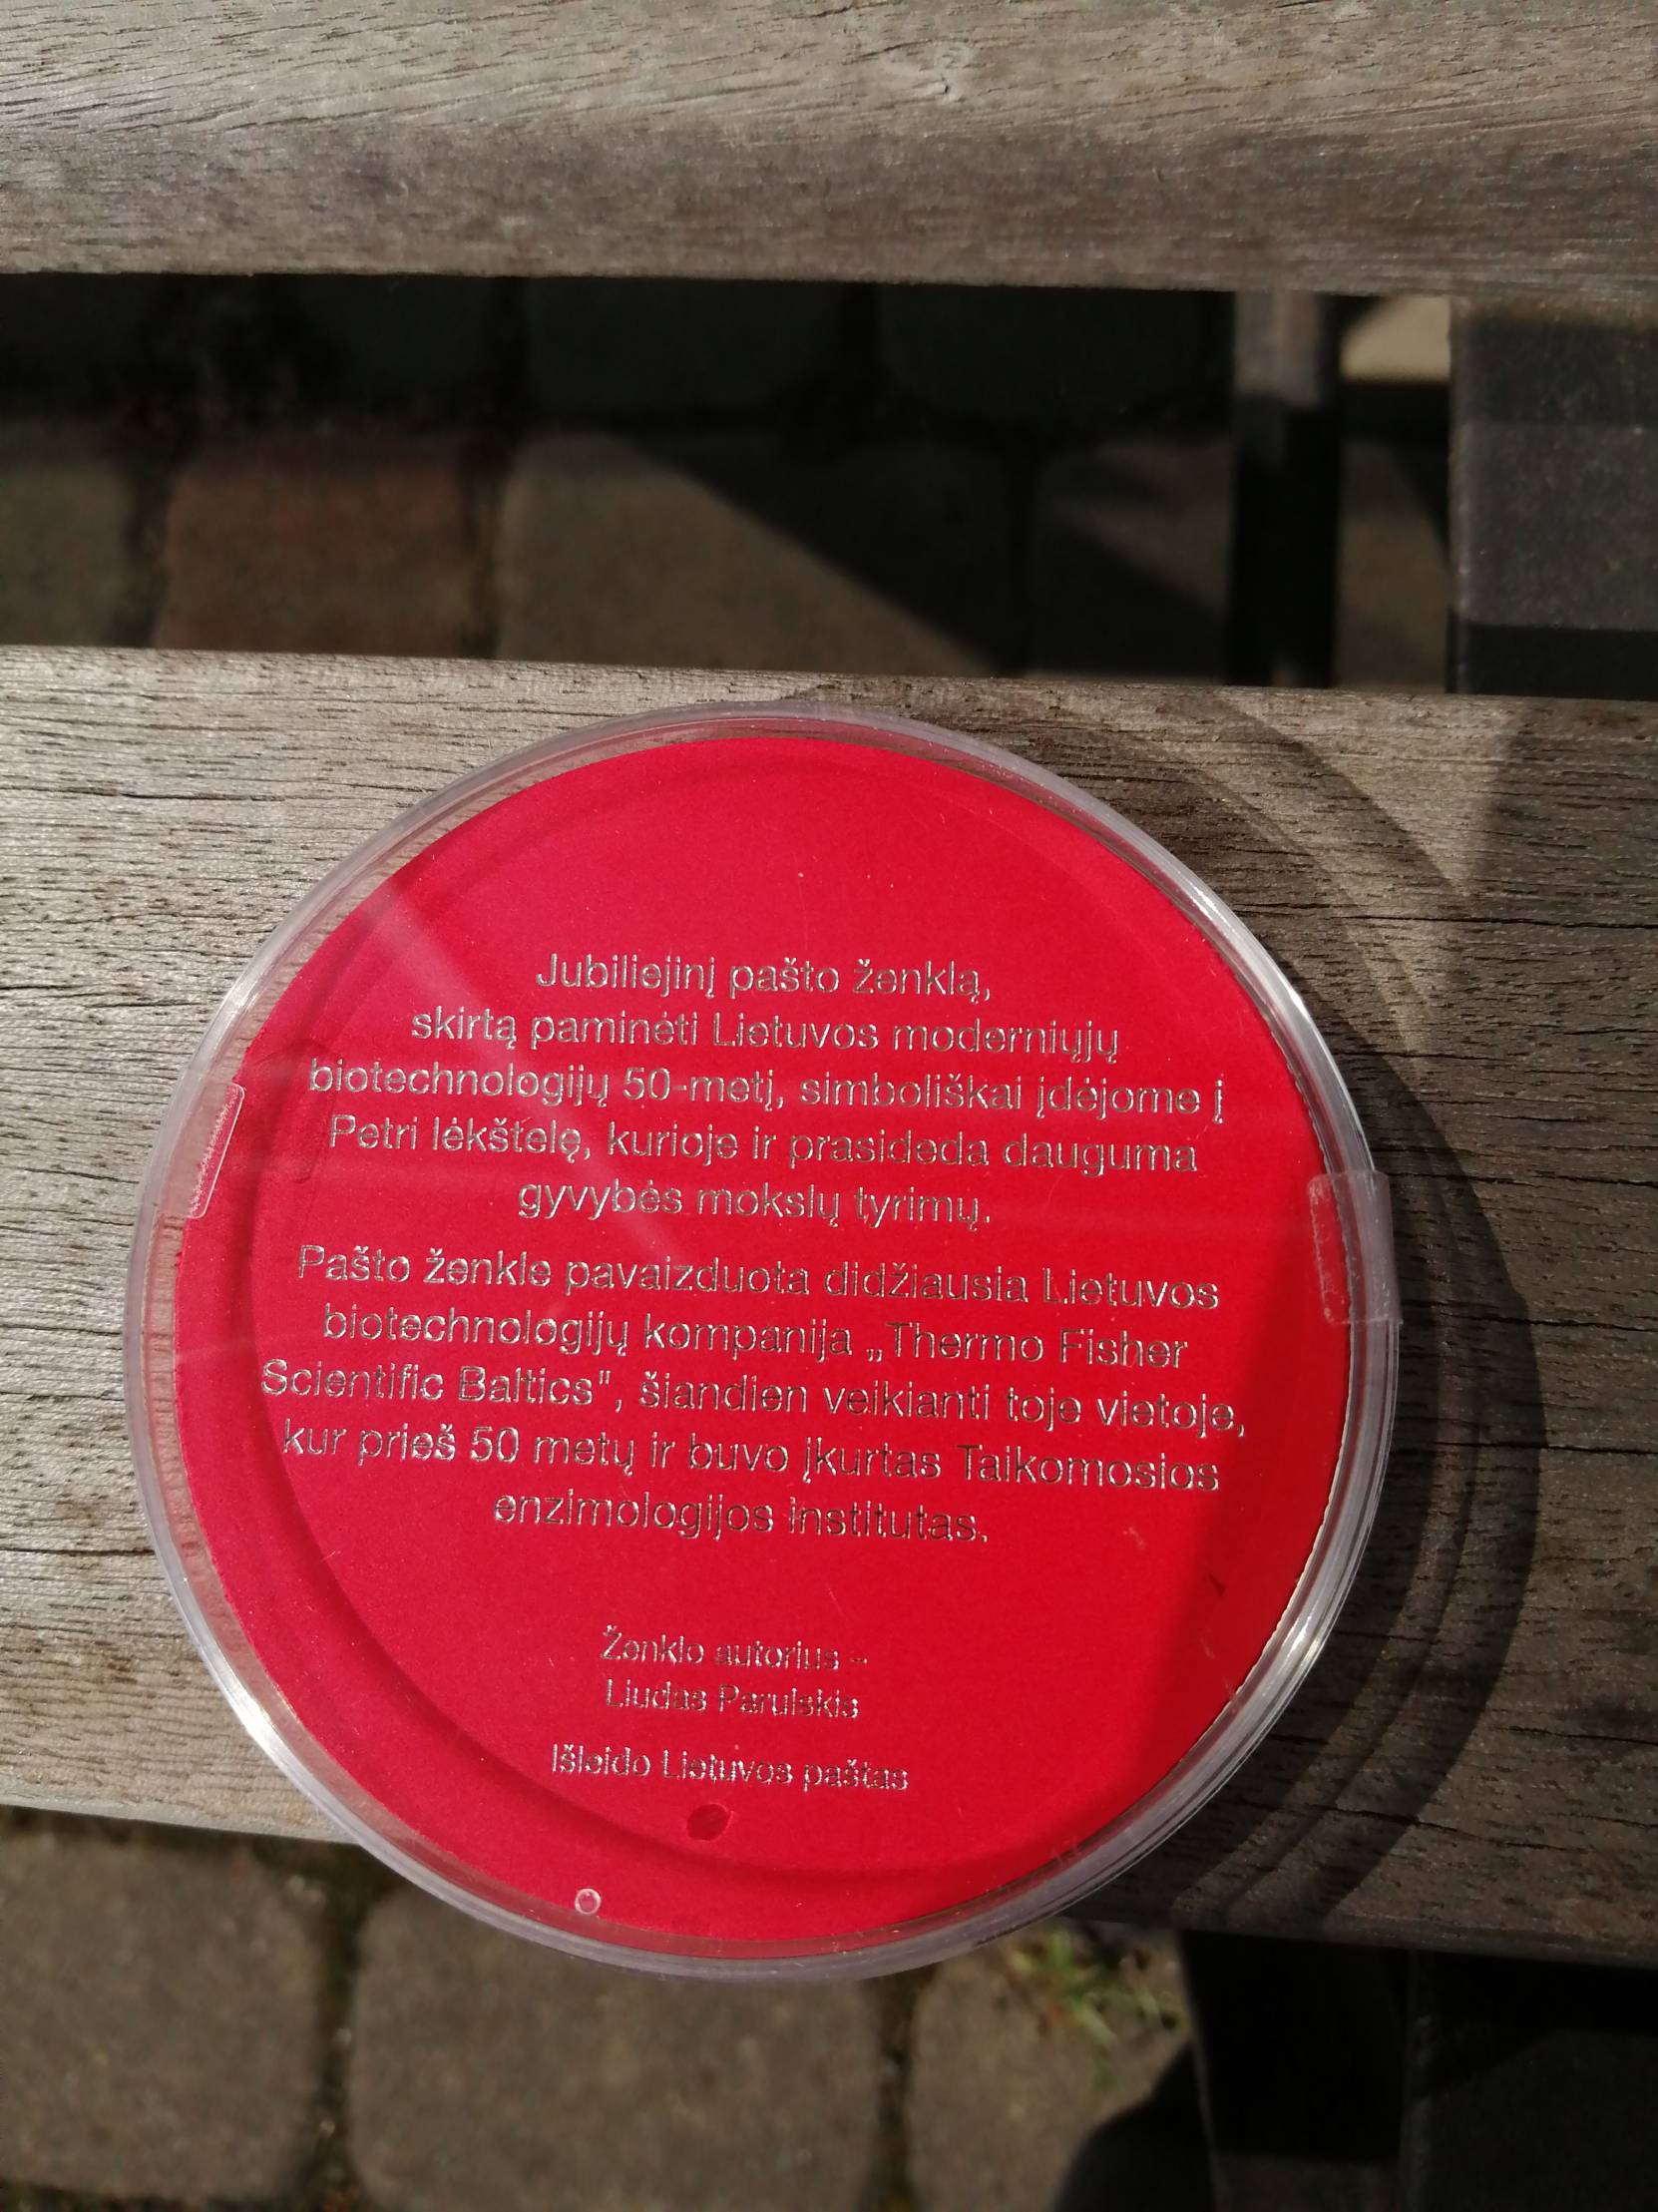 Jubiliejinį pašto ženklą,
skirtą paminėti Lietuvos moderniųjų
biotechnologijų 50-metį, simboliškai įdėjome į
Petri lėkštelę, kurioje ir prasideda dauguma
gyvybės mokslų tyrimų.
Pašto ženkle pavaizduota didžiausia Lietuvos
biotechnologijų kompanija „Thermo Fisher
Scientific Baltics", šiandien veikianti toje vietoje,
kur prieš 50 metų ir buvo įkurtas Taikomosios
enzimologijos institutas.
Ženklo autorius –
Liudas Parulskis
Išleido Lietuvos paštas